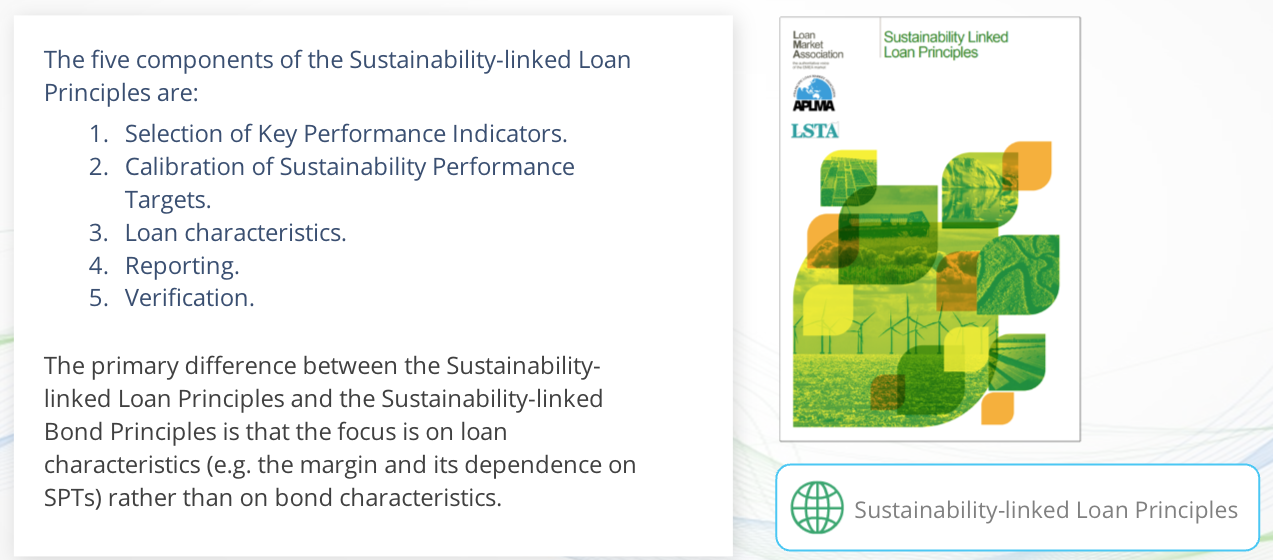 The five components of the Sustainability-linked Loan
Principles are:
1. Selection of Key Performance Indicators.
2. Calibration of Sustainability Performance
Targets.
3. Loan characteristics.
4. Reporting.
5. Verification.
The primary difference between the Sustainability-
linked Loan Principles and the Sustainability-linked
Bond Principles is that the focus is on loan
characteristics (e.g. the margin and its dependence on
SPTs) rather than on bond characteristics.
Loan
Market
Association
Sustainability Linked
Loan Principles
APLMA
LSTA
Sustainability-linked Loan Principles